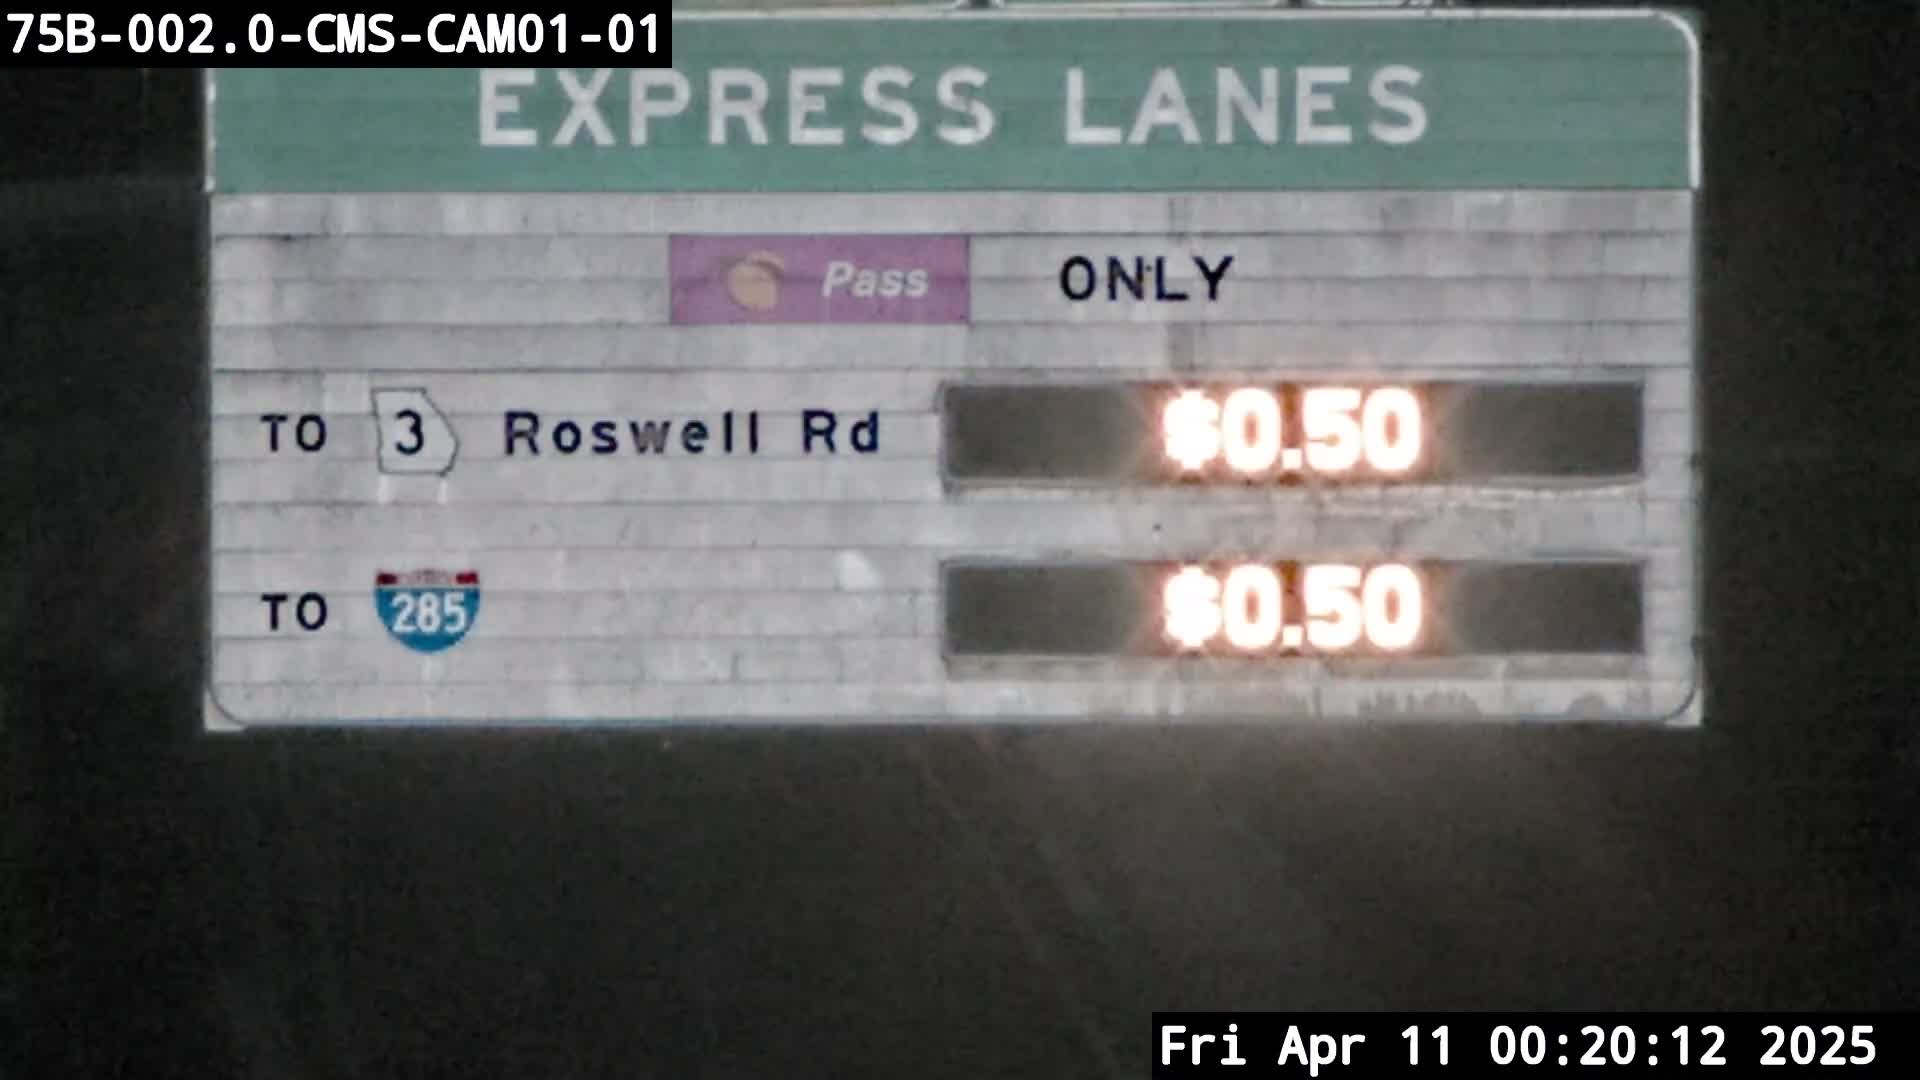 75B-002.0-CMS-CAM01-01
EXPRESS LANES
Pass ONLY
TO 3 Roswell Rd $0.50
TO 285 $0.50
Fri Apr 11 00:20:12 2025